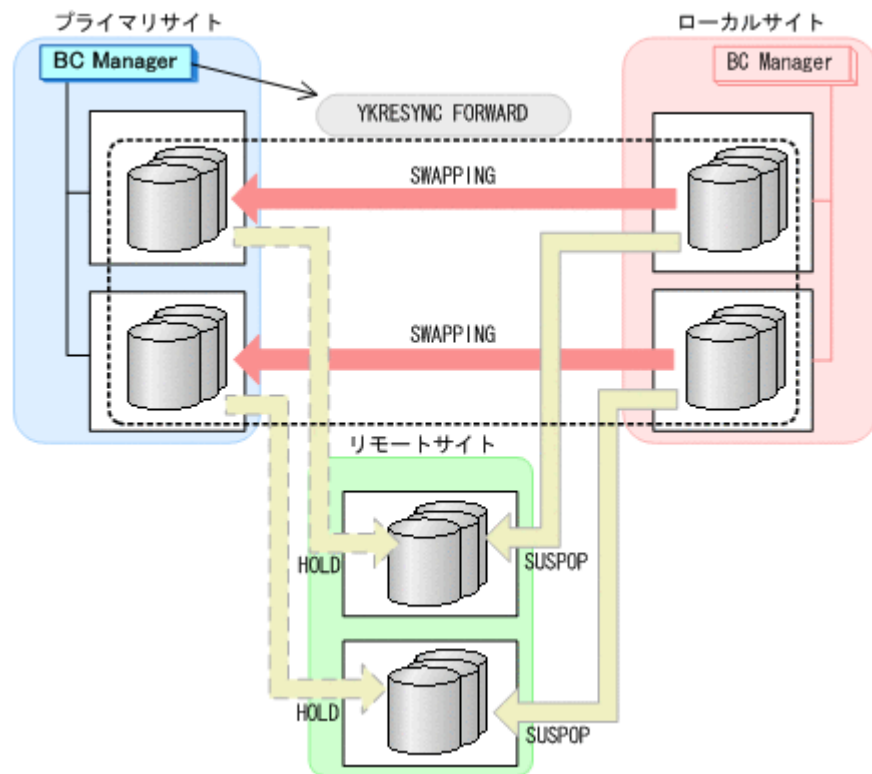 プライマリサイト
ローカルサイト
BC Manager
BC Manager
YKRESYNC FORWARD
SWAPPING
SWAPPING
リモートサイト
HOLD
SUSPOP
HOLD
SUSPOP